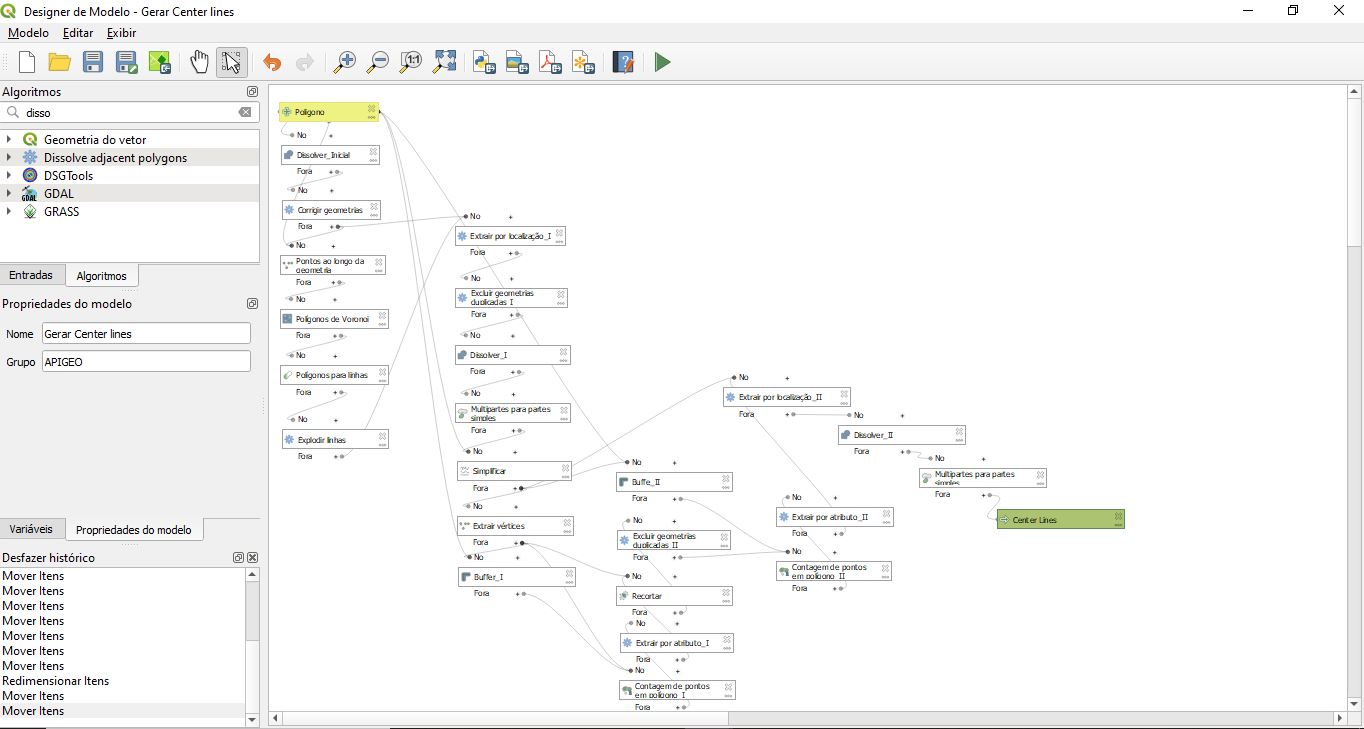 Designer de Modelo - Gerar Center lines
Modelo Editar Exibir
Algoritmos
disso
Geometria do vetor
Dissolve adjacent polygons
DSGTools
GDAL
GRASS
Entradas Algoritmos
Propriedades do modelo
Nome Gerar Center lines
Grupo APIGEO
Variáveis Propriedades do modelo
Desfazer histórico
Mover Itens
Mover Itens
Mover Itens
Mover Itens
Mover Itens
Mover Itens
Mover Itens
Redimensionar Itens
Mover Itens
Mover Itens
Polígono
No +
Dissolver_Inicial
Fora +
No +
Corrigir geometrias
Fora +
No +
Pontos ao longo da
geometria
Fora +
No +
Polígonos de Voronoi
Fora +
No +
Polígonos para linhas
Fora +
No +
Explodir linhas
Fora +
No +
Extrair por localização_I
Fora +
No +
Excluir geometrias
duplicadas_I
Fora +
No +
Dissolver_I
Fora +
No +
Multipartes para partes
simples
Fora +
No +
Simplificar
Fora +
No +
Extrair vértices
Fora +
No +
Buffer_I
Fora +
No +
Buffe_II
Fora +
No +
Excluir geometrias
duplicadas_II
Fora +
No +
Recortar
Fora +
No +
Extrair por atributo_I
Fora +
No +
Contagem de pontos
em polígono_I
Fora +
No +
Extrair por localização_II
Fora +
No +
Dissolver_II
Fora +
No +
Multipartes para partes
simples
Fora +
Center Lines
No +
Extrair por atributo_II
Fora +
No +
Contagem de pontos
em polígono_II
Fora +